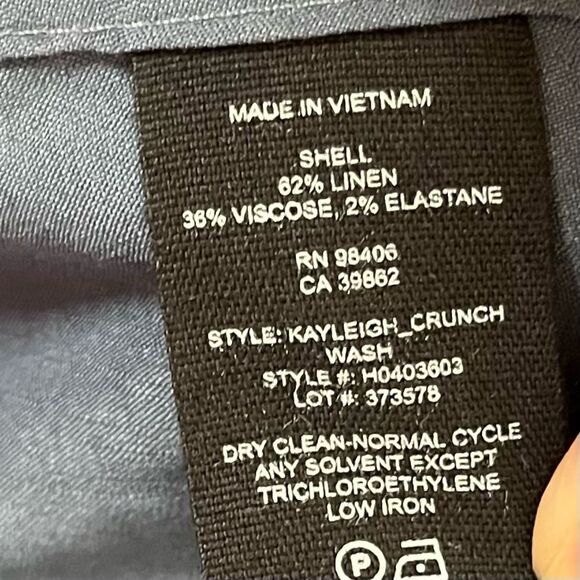 MADE IN VIETNAM
SHELL
62% LINEN
36% VISCOSE, 2% ELASTANE
RN 98406
CA 39862
STYLE: KAYLEIGH_CRUNCH
WASH
STYLE #: H0403603
LOT #: 373578
DRY CLEAN-NORMAL CYCLE
ANY SOLVENT EXCEPT
TRICHLOROETHYLENE
LOW IRON
P